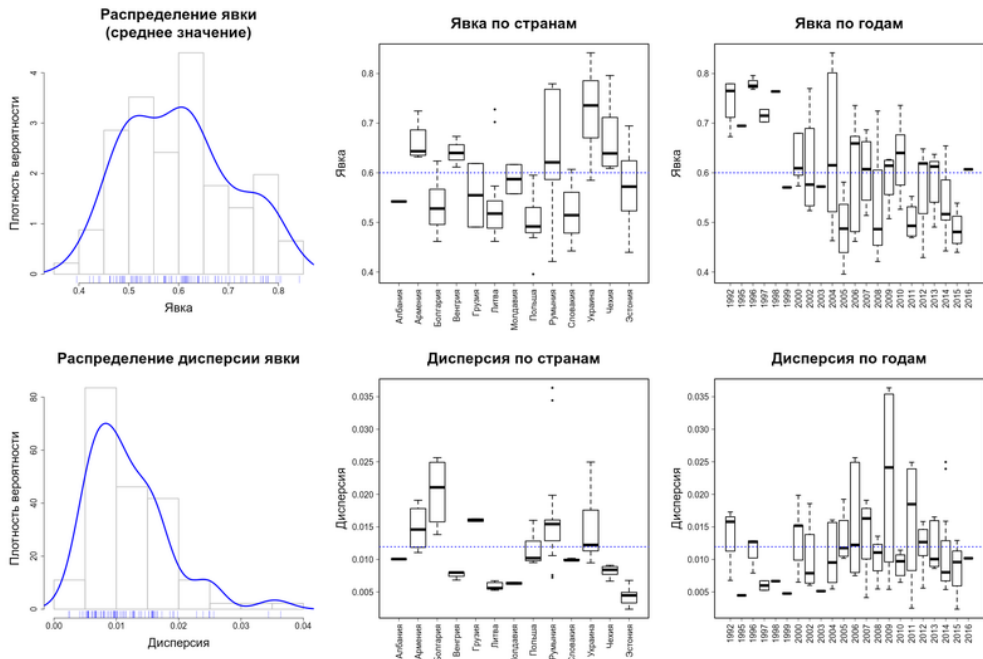 Распределение явки
(среднее значение)
Плотность вероятности
4
3
2
1
0
0.4 0.5 0.6 0.7 0.8
Явка
Явка по странам
Явка
0.8
0.7
0.6
0.5
0.4
Албания
Армения
Болгария
Венгрия
Грузия
Литва
Молдавия
Польша
Румыния
Словакия
Украина
Чехия
Эстония
Явка по годам
Явка
0.8
0.7
0.6
0.5
0.4
1992
1995
1996
1997
1998
1999
2000
2002
2003
2004
2005
2006
2007
2008
2009
2010
2011
2012
2013
2014
2015
2016
Распределение дисперсии явки
Плотность вероятности
80
60
40
20
0
0.00 0.01 0.02 0.03 0.04
Дисперсия
Дисперсия по странам
Дисперсия
0.035
0.030
0.025
0.020
0.015
0.010
0.005
Албания
Армения
Болгария
Венгрия
Грузия
Литва
Молдавия
Польша
Румыния
Словакия
Украина
Чехия
Эстония
Дисперсия по годам
Дисперсия
0.035
0.030
0.025
0.020
0.015
0.010
0.005
1992
1995
1996
1997
1998
1999
2000
2002
2003
2004
2005
2006
2007
2008
2009
2010
2011
2012
2013
2014
2015
2016